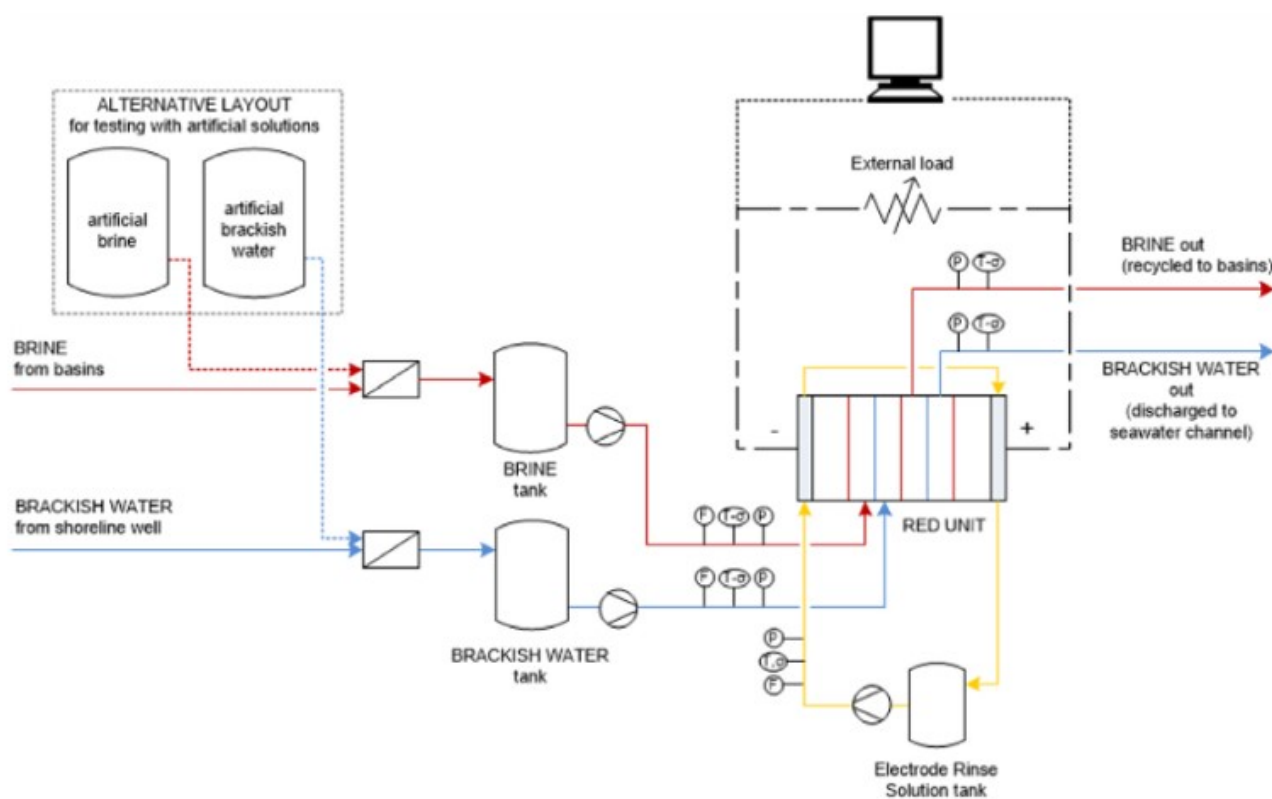 ALTERNATIVE LAYOUT
for testing with artificial solutions
artificial
brine
artificial
brackish
water
External load
P
T-σ
BRINE out
(recycled to basins)
P
T-σ
BRACKISH WATER
out
(discharged to
seawater channel)
BRINE
from basins
-
+
BRINE
tank
RED UNIT
BRACKISH WATER
from shoreline well
F
T-σ
P
F
T-σ
P
BRACKISH WATER
tank
P
T,σ
F
Electrode Rinse
Solution tank